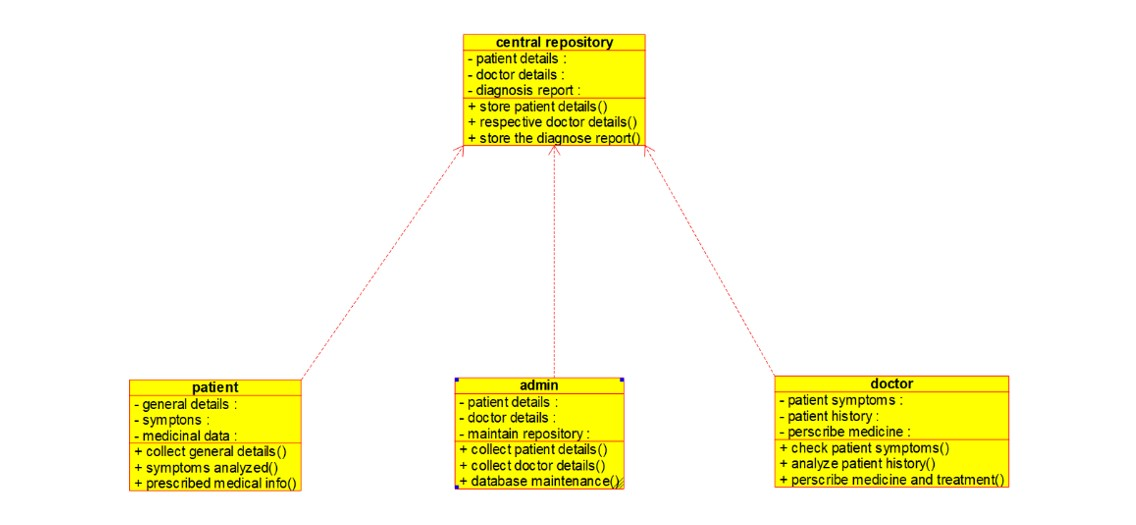 central repository
- patient details :
- doctor details :
- diagnosis report :
+ store patient details()
+ respective doctor details()
+ store the diagnose report()
patient
- general details :
- symptons :
- medicinal data :
+ collect general details()
+ symptoms analyzed()
+ prescribed medical info()
admin
- patient details :
- doctor details :
- maintain repository :
+ collect patient details()
+ collect doctor details()
+ database maintenance()
doctor
- patient symptoms :
- patient history :
- perscribe medicine :
+ check patient symptoms()
+ analyze patient history()
+ perscribe medicine and treatment()